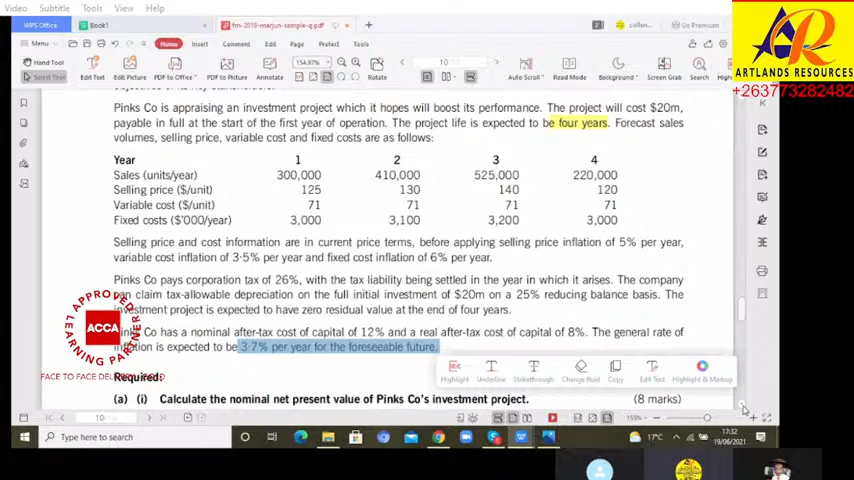 Video Subtitle Tools View Help
WPS Office Book1 fm-2019-marjun-sample-q.pdf Go Premium
Menu Home Insert Comment Edit Page Protect Tools
Hand Tool
Select Tool Edit Text Edit Picture PDF to Office PDF to Picture Annotate 154.97% Rotate 10 Auto Scroll Read Mode Background Screen Grab Search
ARTLANDS RESOURCES
+263773282482
Pinks Co is appraising an investment project which it hopes will boost its performance. The project will cost $20m,
payable in full at the start of the first year of operation. The project life is expected to be four years. Forecast sales
volumes, selling price, variable cost and fixed costs are as follows:
Year 1 2 3 4
Sales (units/year) 300,000 410,000 525,000 220,000
Selling price ($/unit) 125 130 140 120
Variable cost ($/unit) 71 71 71 71
Fixed costs ($'000/year) 3,000 3,100 3,200 3,000
Selling price and cost information are in current price terms, before applying selling price inflation of 5% per year,
variable cost inflation of 3·5% per year and fixed cost inflation of 6% per year.
Pinks Co pays corporation tax of 26%, with the tax liability being settled in the year in which it arises. The company
can claim tax-allowable depreciation on the full initial investment of $20m on a 25% reducing balance basis. The
investment project is expected to have zero residual value at the end of four years.
Co has a nominal after-tax cost of capital of 12% and a real after-tax cost of capital of 8%. The general rate of
inflation is expected to be 3·7% per year for the foreseeable future.
APPROVED
ACCA
LEARNING PARTNER
FACE TO FACE DELIVERY
Highlight Underline Strikethrough Change fluid Copy Edit Text Highlight & Markup
Required:
(a) (i) Calculate the nominal net present value of Pinks Co's investment project. (8 marks)
10 155%
Type here to search 17°C 17:32
19/06/2021